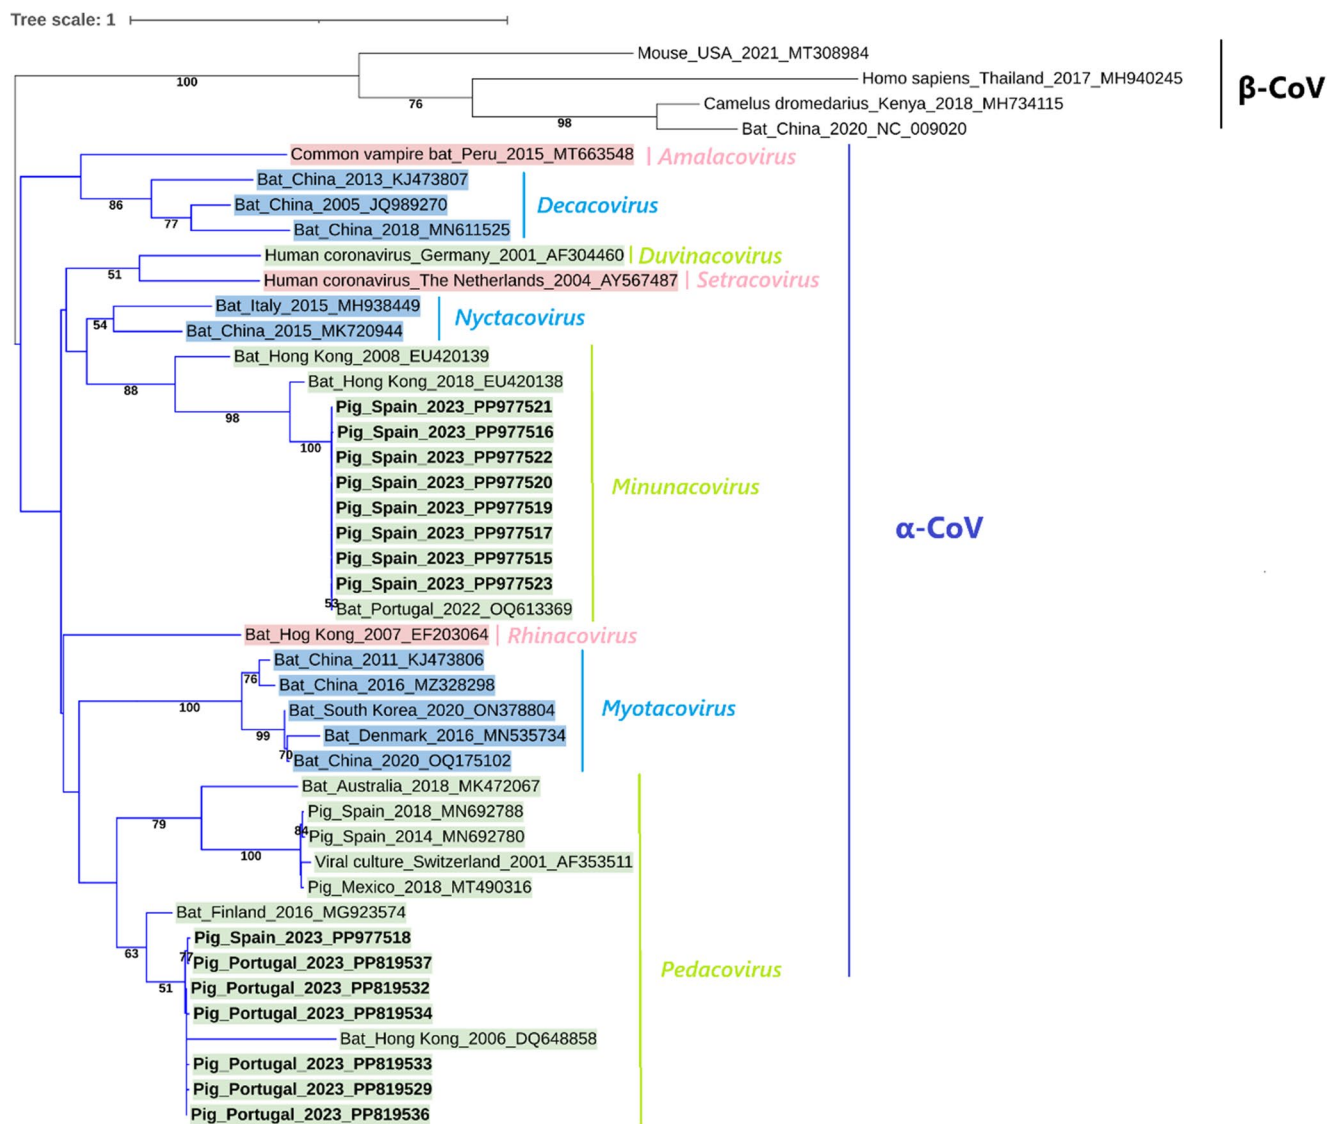 Tree scale: 1
Mouse_USA_2021_MT308984
100
Homo sapiens_Thailand_2017_MH940245
β-CoV
76
Camelus dromedarius_Kenya_2018_MH734115
98
Bat_China_2020_NC_009020
Common vampire bat_Peru_2015_MT663548 Amalacovirus
Bat_China_2013_KJ473807
86
Bat_China_2005_JQ989270 Decacovirus
77
Bat_China_2018_MN611525
Human coronavirus_Germany_2001_AF304460 Duvinacovirus
51
Human coronavirus_The Netherlands_2004_AY567487 Setracovirus
Bat_Italy_2015_MH938449
54
Nyctacovirus
Bat_China_2015_MK720944
Bat_Hong Kong_2008_EU420139
88
Bat_Hong Kong_2018_EU420138
Pig_Spain_2023_PP977521
98
Pig_Spain_2023_PP977516
100
Pig_Spain_2023_PP977522
Pig_Spain_2023_PP977520
Minunacovirus
Pig_Spain_2023_PP977519
α-CoV
Pig_Spain_2023_PP977517
Pig_Spain_2023_PP977515
Pig_Spain_2023_PP977523
53
Bat_Portugal_2022_OQ613369
Bat_Hog Kong_2007_EF203064 Rhinacovirus
Bat_China_2011_KJ473806
76
Bat_China_2016_MZ328298
100
Bat_South Korea_2020_ON378804 Myotacovirus
99
Bat_Denmark_2016_MN535734
70
Bat_China_2020_OQ175102
Bat_Australia_2018_MK472067
Pig_Spain_2018_MN692788
79
84
Pig_Spain_2014_MN692780
100
Viral culture_Switzerland_2001_AF353511
Pig_Mexico_2018_MT490316
Bat_Finland_2016_MG923574
Pig_Spain_2023_PP977518
63
77
Pig_Portugal_2023_PP819537
Pedacovirus
51
Pig_Portugal_2023_PP819532
Pig_Portugal_2023_PP819534
Bat_Hong Kong_2006_DQ648858
Pig_Portugal_2023_PP819533
Pig_Portugal_2023_PP819529
Pig_Portugal_2023_PP819536